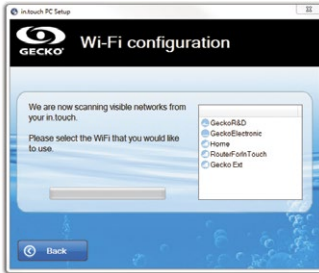 in.touch PC Setup
GECKO
Wi-Fi configuration
We are now scanning visible networks from
your in.touch.
Please select the WiFi that you would like
to use.
GeckoR&D
GeckoElectronic
Home
RouterForInTouch
Gecko Ext
Back